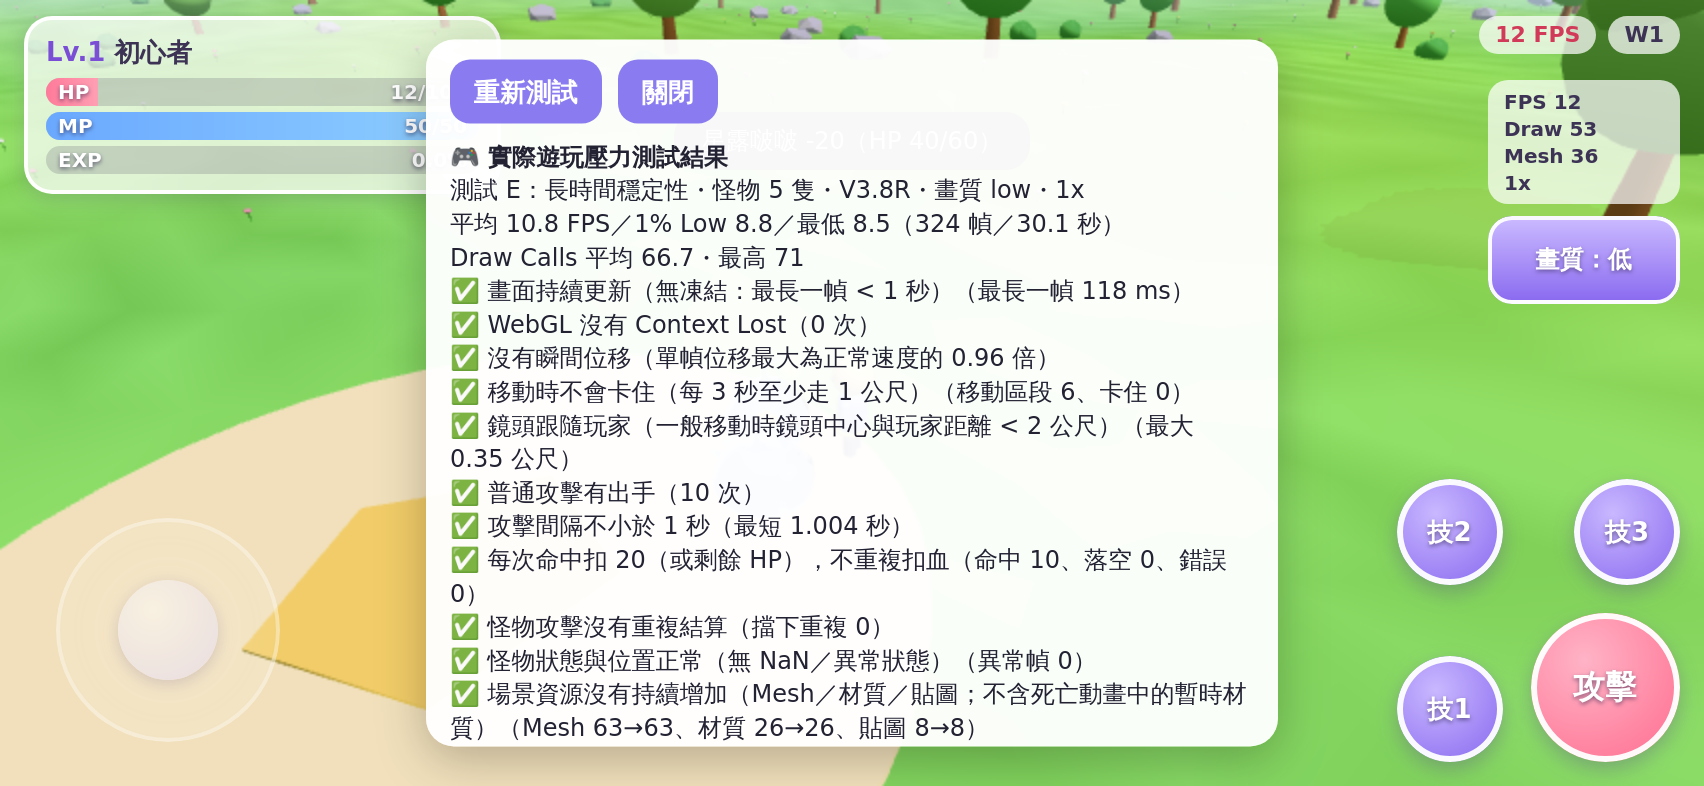 Lv.1 初心者
HP 12/
MP 50/50
EXP 0
重新測試
關閉
星露啵啵 -20（HP 40/60）
🎮 實際遊玩壓力測試結果
測試 E：長時間穩定性・怪物 5 隻・V3.8R・畫質 low・1x
平均 10.8 FPS／1% Low 8.8／最低 8.5（324 幀／30.1 秒）
Draw Calls 平均 66.7・最高 71
✅ 畫面持續更新（無凍結：最長一幀 < 1 秒）（最長一幀 118 ms）
✅ WebGL 沒有 Context Lost（0 次）
✅ 沒有瞬間位移（單幀位移最大為正常速度的 0.96 倍）
✅ 移動時不會卡住（每 3 秒至少走 1 公尺）（移動區段 6、卡住 0）
✅ 鏡頭跟隨玩家（一般移動時鏡頭中心與玩家距離 < 2 公尺）（最大
0.35 公尺）
✅ 普通攻擊有出手（10 次）
✅ 攻擊間隔不小於 1 秒（最短 1.004 秒）
✅ 每次命中扣 20（或剩餘 HP），不重複扣血（命中 10、落空 0、錯誤
0）
✅ 怪物攻擊沒有重複結算（擋下重複 0）
✅ 怪物狀態與位置正常（無 NaN／異常狀態）（異常幀 0）
✅ 場景資源沒有持續增加（Mesh／材質／貼圖；不含死亡動畫中的暫時材
質）（Mesh 63→63、材質 26→26、貼圖 8→8）
12 FPS
W1
FPS 12
Draw 53
Mesh 36
1x
畫質：低
技2
技3
技1
攻擊